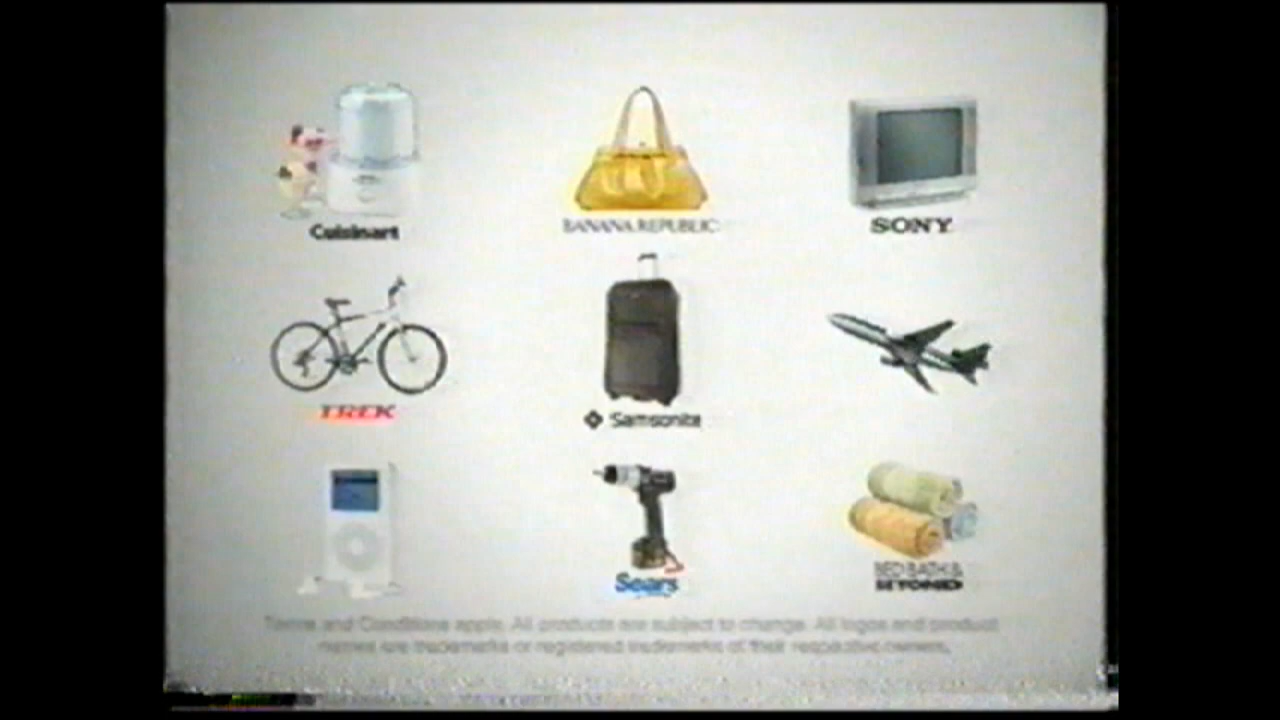 Cuisinart
BANANA REPUBLIC
SONY
TREK
Samsonite
Sears
BED BATH &
BEYOND
Terms and Conditions apply. All products are subject to change. All logos and product
names are trademarks or registered trademarks of their respective owners.